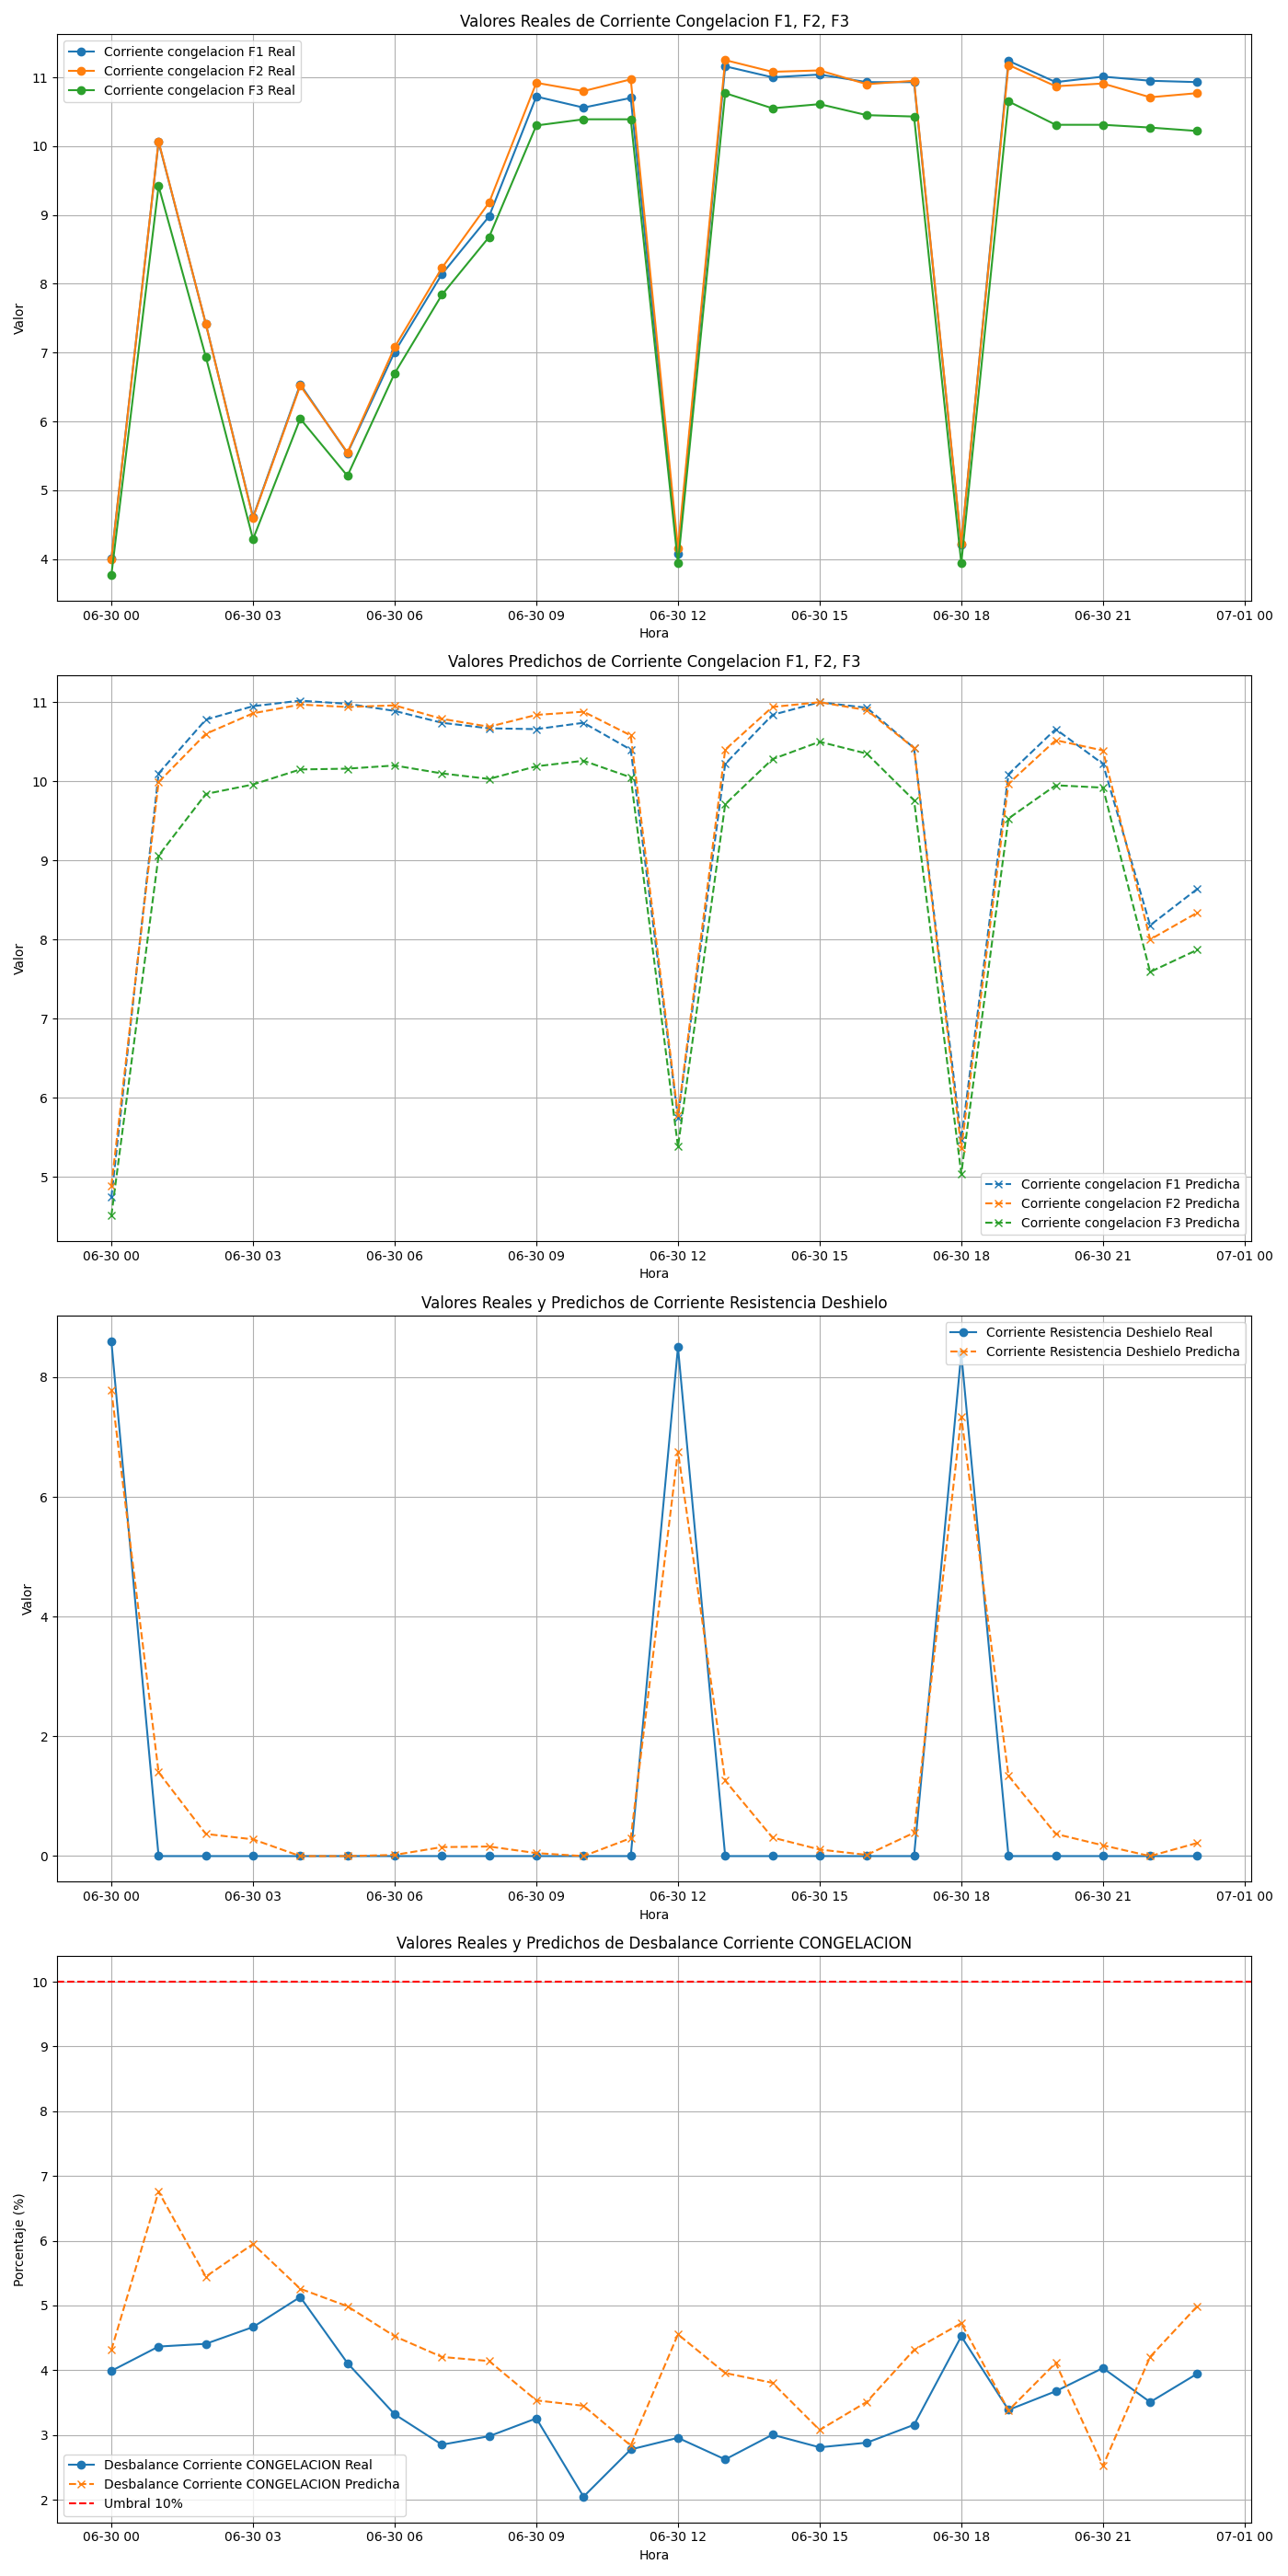 Valores Reales de Corriente Congelacion F1, F2, F3
Corriente congelacion F1 Real
Corriente congelacion F2 Real
Corriente congelacion F3 Real
Valor
11
10
9
8
7
6
5
4
06-30 00 06-30 03 06-30 06 06-30 09 06-30 12 06-30 15 06-30 18 06-30 21 07-01 00
Hora
Valores Predichos de Corriente Congelacion F1, F2, F3
Valor
11
10
9
8
7
6
5
Corriente congelacion F1 Predicha
Corriente congelacion F2 Predicha
Corriente congelacion F3 Predicha
06-30 00 06-30 03 06-30 06 06-30 09 06-30 12 06-30 15 06-30 18 06-30 21 07-01 00
Hora
Valores Reales y Predichos de Corriente Resistencia Deshielo
Corriente Resistencia Deshielo Real
Corriente Resistencia Deshielo Predicha
Valor
8
6
4
2
0
06-30 00 06-30 03 06-30 06 06-30 09 06-30 12 06-30 15 06-30 18 06-30 21 07-01 00
Hora
Valores Reales y Predichos de Desbalance Corriente CONGELACION
Porcentaje (%)
10
9
8
7
6
5
4
3
2
Desbalance Corriente CONGELACION Real
Desbalance Corriente CONGELACION Predicha
Umbral 10%
06-30 00 06-30 03 06-30 06 06-30 09 06-30 12 06-30 15 06-30 18 06-30 21 07-01 00
Hora